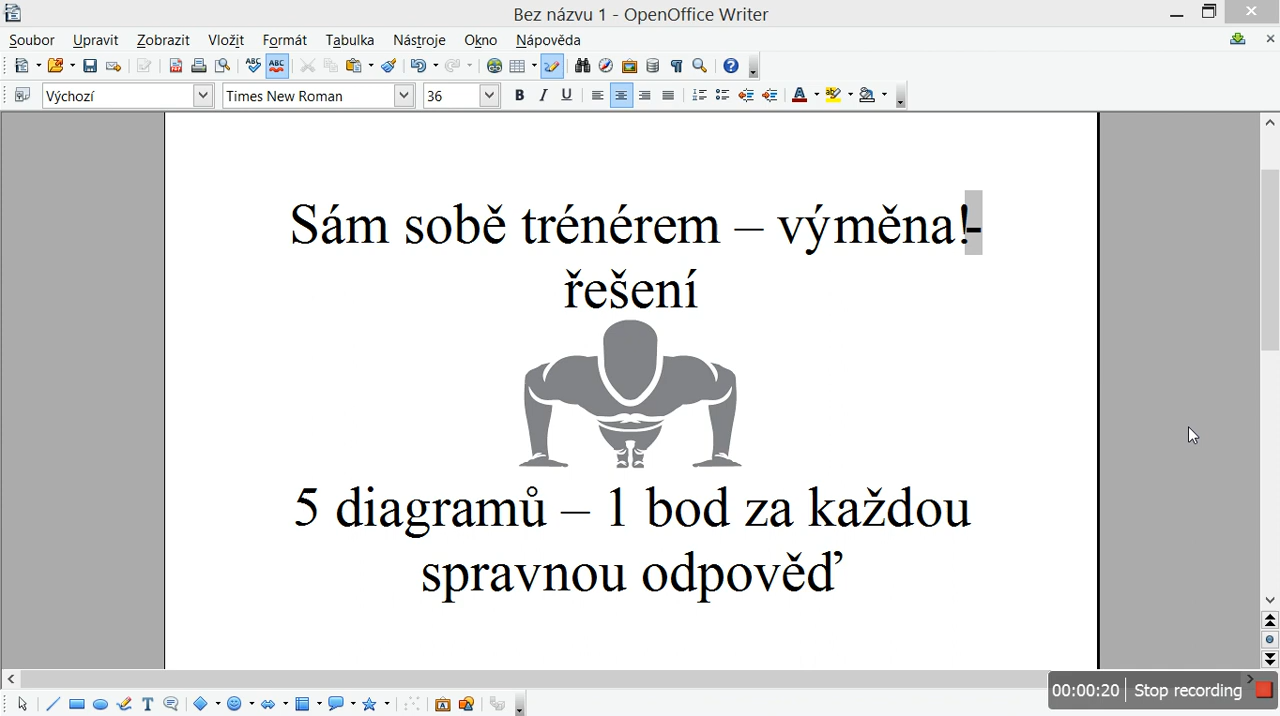 Bez názvu 1 - OpenOffice Writer
Soubor Upravit Zobrazit Vložit Formát Tabulka Nástroje Okno Nápověda
Výchozí Times New Roman 36
Sám sobě trénérem – výměna!-
řešení
5 diagramů – 1 bod za každou
spravnou odpověď
00:00:20 Stop recording